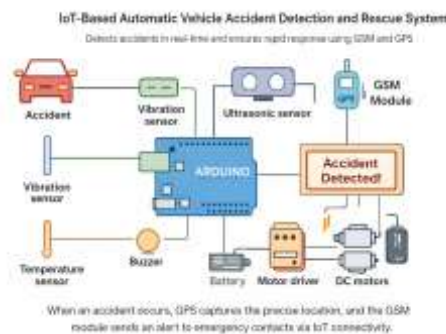 IoT-Based Automatic Vehicle Accident Detection and Rescue System
Detects accidents in real-time and ensures rapid response using GSM and GPS
Accident
Vibration
sensor
Ultrasonic sensor
GPS
GSM
Module
Vibration
sensor
ARDUINO
Accident
Detected!
Temperature
sensor
Buzzer
Battery
Motor driver
DC motors
When an accident occurs, GPS captures the precise location, and the GSM
module sends an alert to emergency contacts via IoT connectivity.